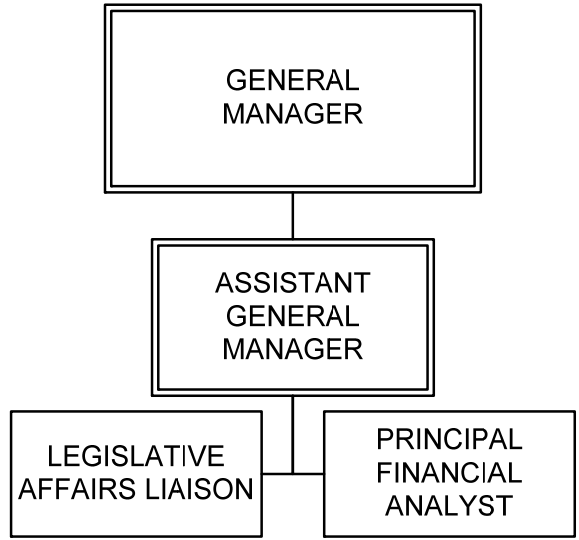 GENERAL
MANAGER
ASSISTANT
GENERAL
MANAGER
LEGISLATIVE
AFFAIRS LIAISON
PRINCIPAL
FINANCIAL
ANALYST